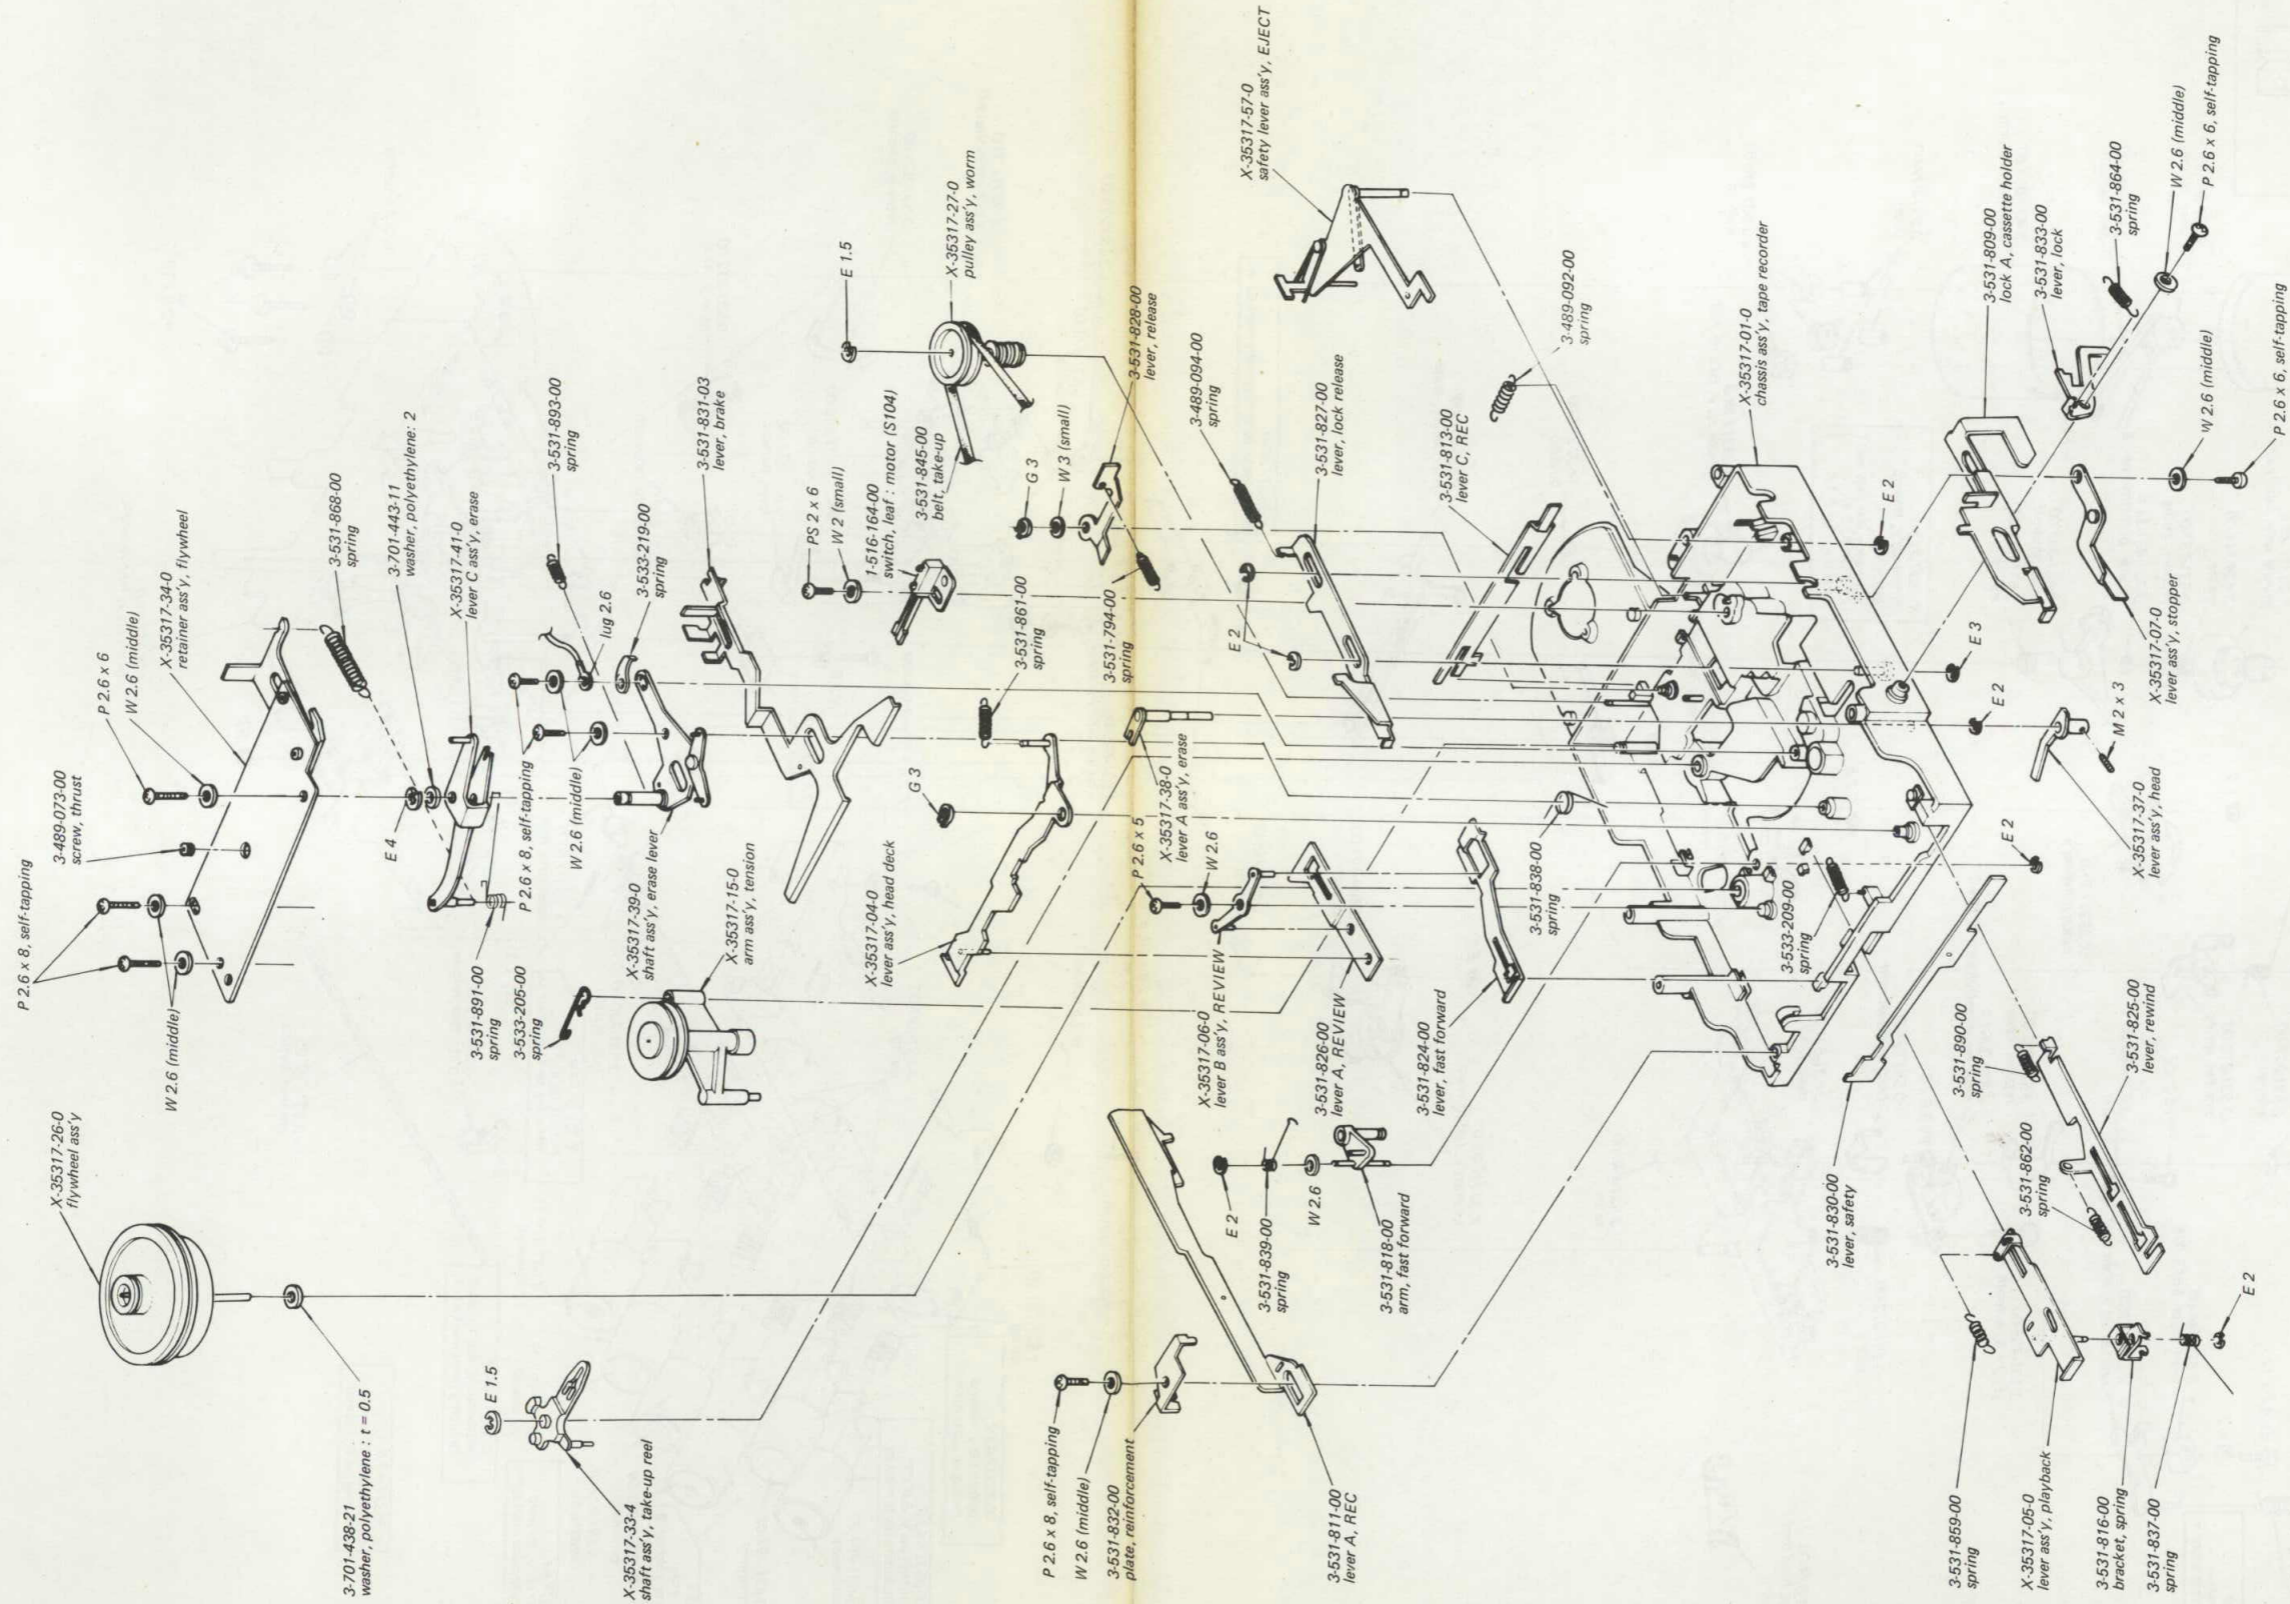 P 2.6 x 8, self-tapping
3-489-073-00
screw, thrust
P 2.6 x 6
W 2.6 (middle)
X-35317-34-0
retainer ass'y, flywheel
W 2.6 (middle)
3-531-868-00
spring
3-701-443-11
washer, polyethylene: 2
X-35317-41-0
lever C ass'y, erase
E 4
3-531-893-00
spring
lug 2.6
3-533-219-00
spring
P 2.6 x 8, self-tapping
W 2.6 (middle)
3-531-831-03
lever, brake
3-531-891-00
spring
3-533-205-00
spring
X-35317-39-0
shaft ass'y, erase lever
X-35317-15-0
arm ass'y, tension
X-35317-26-0
flywheel ass'y
3-701-438-21
washer, polyethylene : t = 0.5
E 1.5
X-35317-33-4
shaft ass'y, take-up reel
E 1.5
X-35317-27-0
pulley ass'y, worm
PS 2 x 6
W 2 (small)
1-516-164-00
switch, leaf : motor (S104)
3-531-845-00
belt, take-up
G 3
W 3 (small)
3-531-828-00
lever, release
3-531-861-00
spring
3-531-794-00
spring
G 3
X-35317-04-0
lever ass'y, head deck
P 2.6 x 5
X-35317-38-0
lever A ass'y, erase
W 2.6
X-35317-57-0
safety lever ass'y, EJECT
3-489-094-00
spring
3-531-827-00
lever, lock release
E 2
3-489-092-00
spring
3-531-813-00
lever C, REC
X-35317-06-0
lever B ass'y, REVIEW
3-531-826-00
lever A, REVIEW
3-531-824-00
lever, fast forward
3-531-838-00
spring
E 2
3-531-839-00
spring
W 2.6
3-531-818-00
arm, fast forward
P 2.6 x 8, self-tapping
W 2.6 (middle)
3-531-832-00
plate, reinforcement
3-531-811-00
lever A, REC
X-35317-01-0
chassis ass'y, tape recorder
E 2
E 3
E 2
E 2
3-533-209-00
spring
M 2 x 3
X-35317-37-0
lever ass'y, head
X-35317-07-0
lever ass'y, stopper
3-531-809-00
lock A, cassette holder
3-531-833-00
lever, lock
3-531-864-00
spring
W 2.6 (middle)
P 2.6 x 6, self-tapping
W 2.6 (middle)
P 2.6 x 6, self-tapping
3-531-830-00
lever, safety
3-531-890-00
spring
3-531-825-00
lever, rewind
3-531-862-00
spring
3-531-859-00
spring
X-35317-05-0
lever ass'y, playback
3-531-816-00
bracket, spring
3-531-837-00
spring
E 2